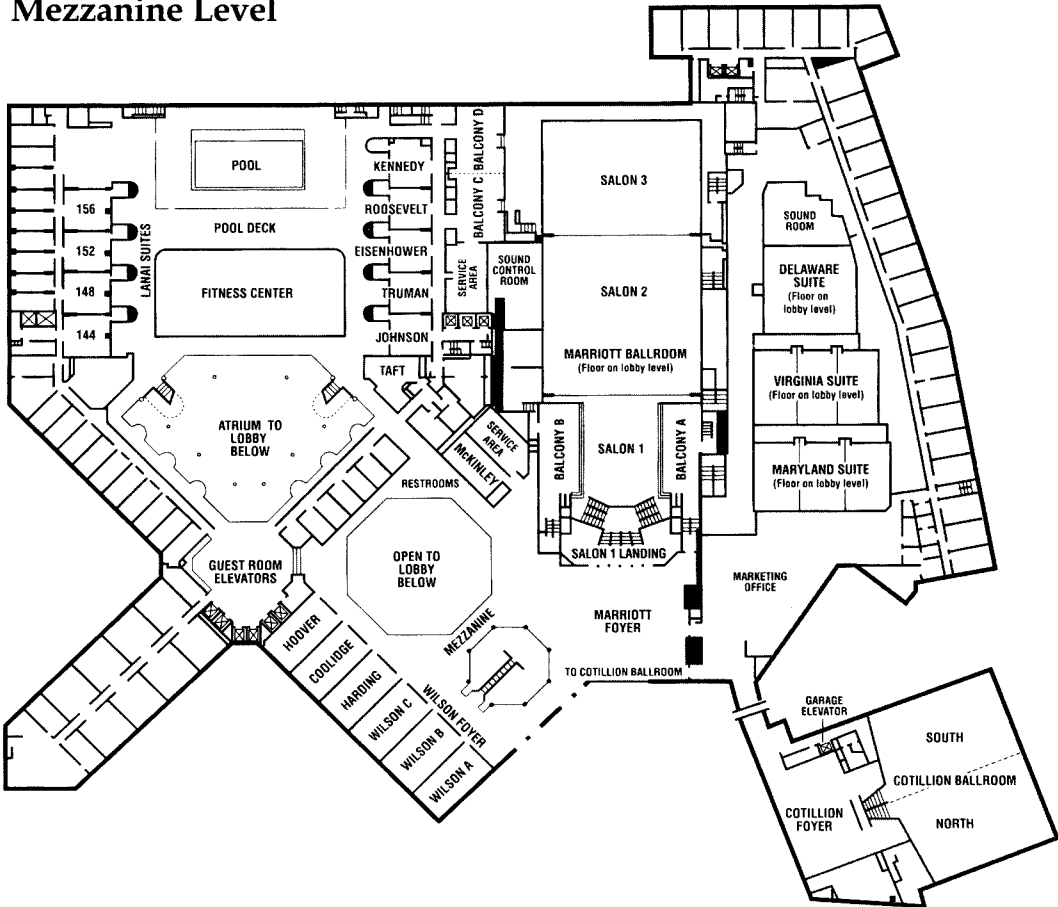 Mezzanine Level
POOL
POOL DECK
FITNESS CENTER
LANAI SUITES
156
152
148
144
KENNEDY
ROOSEVELT
EISENHOWER
TRUMAN
JOHNSON
TAFT
BALCONY D
BALCONY C
SERVICE
AREA
SOUND
CONTROL
ROOM
SALON 3
SALON 2
MARRIOTT BALLROOM
(Floor on lobby level)
SALON 1
BALCONY B
BALCONY A
SALON 1 LANDING
SOUND
ROOM
DELAWARE
SUITE
(Floor on
lobby level)
VIRGINIA SUITE
(Floor on lobby level)
MARYLAND SUITE
(Floor on lobby level)
ATRIUM TO
LOBBY
BELOW
SERVICE
AREA
McKINLEY
RESTROOMS
GUEST ROOM
ELEVATORS
OPEN TO
LOBBY
BELOW
MEZZANINE
MARRIOTT
FOYER
MARKETING
OFFICE
TO COTILLION BALLROOM
HOOVER
COOLIDGE
HARDING
WILSON C
WILSON B
WILSON A
WILSON FOYER
GARAGE
ELEVATOR
SOUTH
COTILLION BALLROOM
NORTH
COTILLION
FOYER